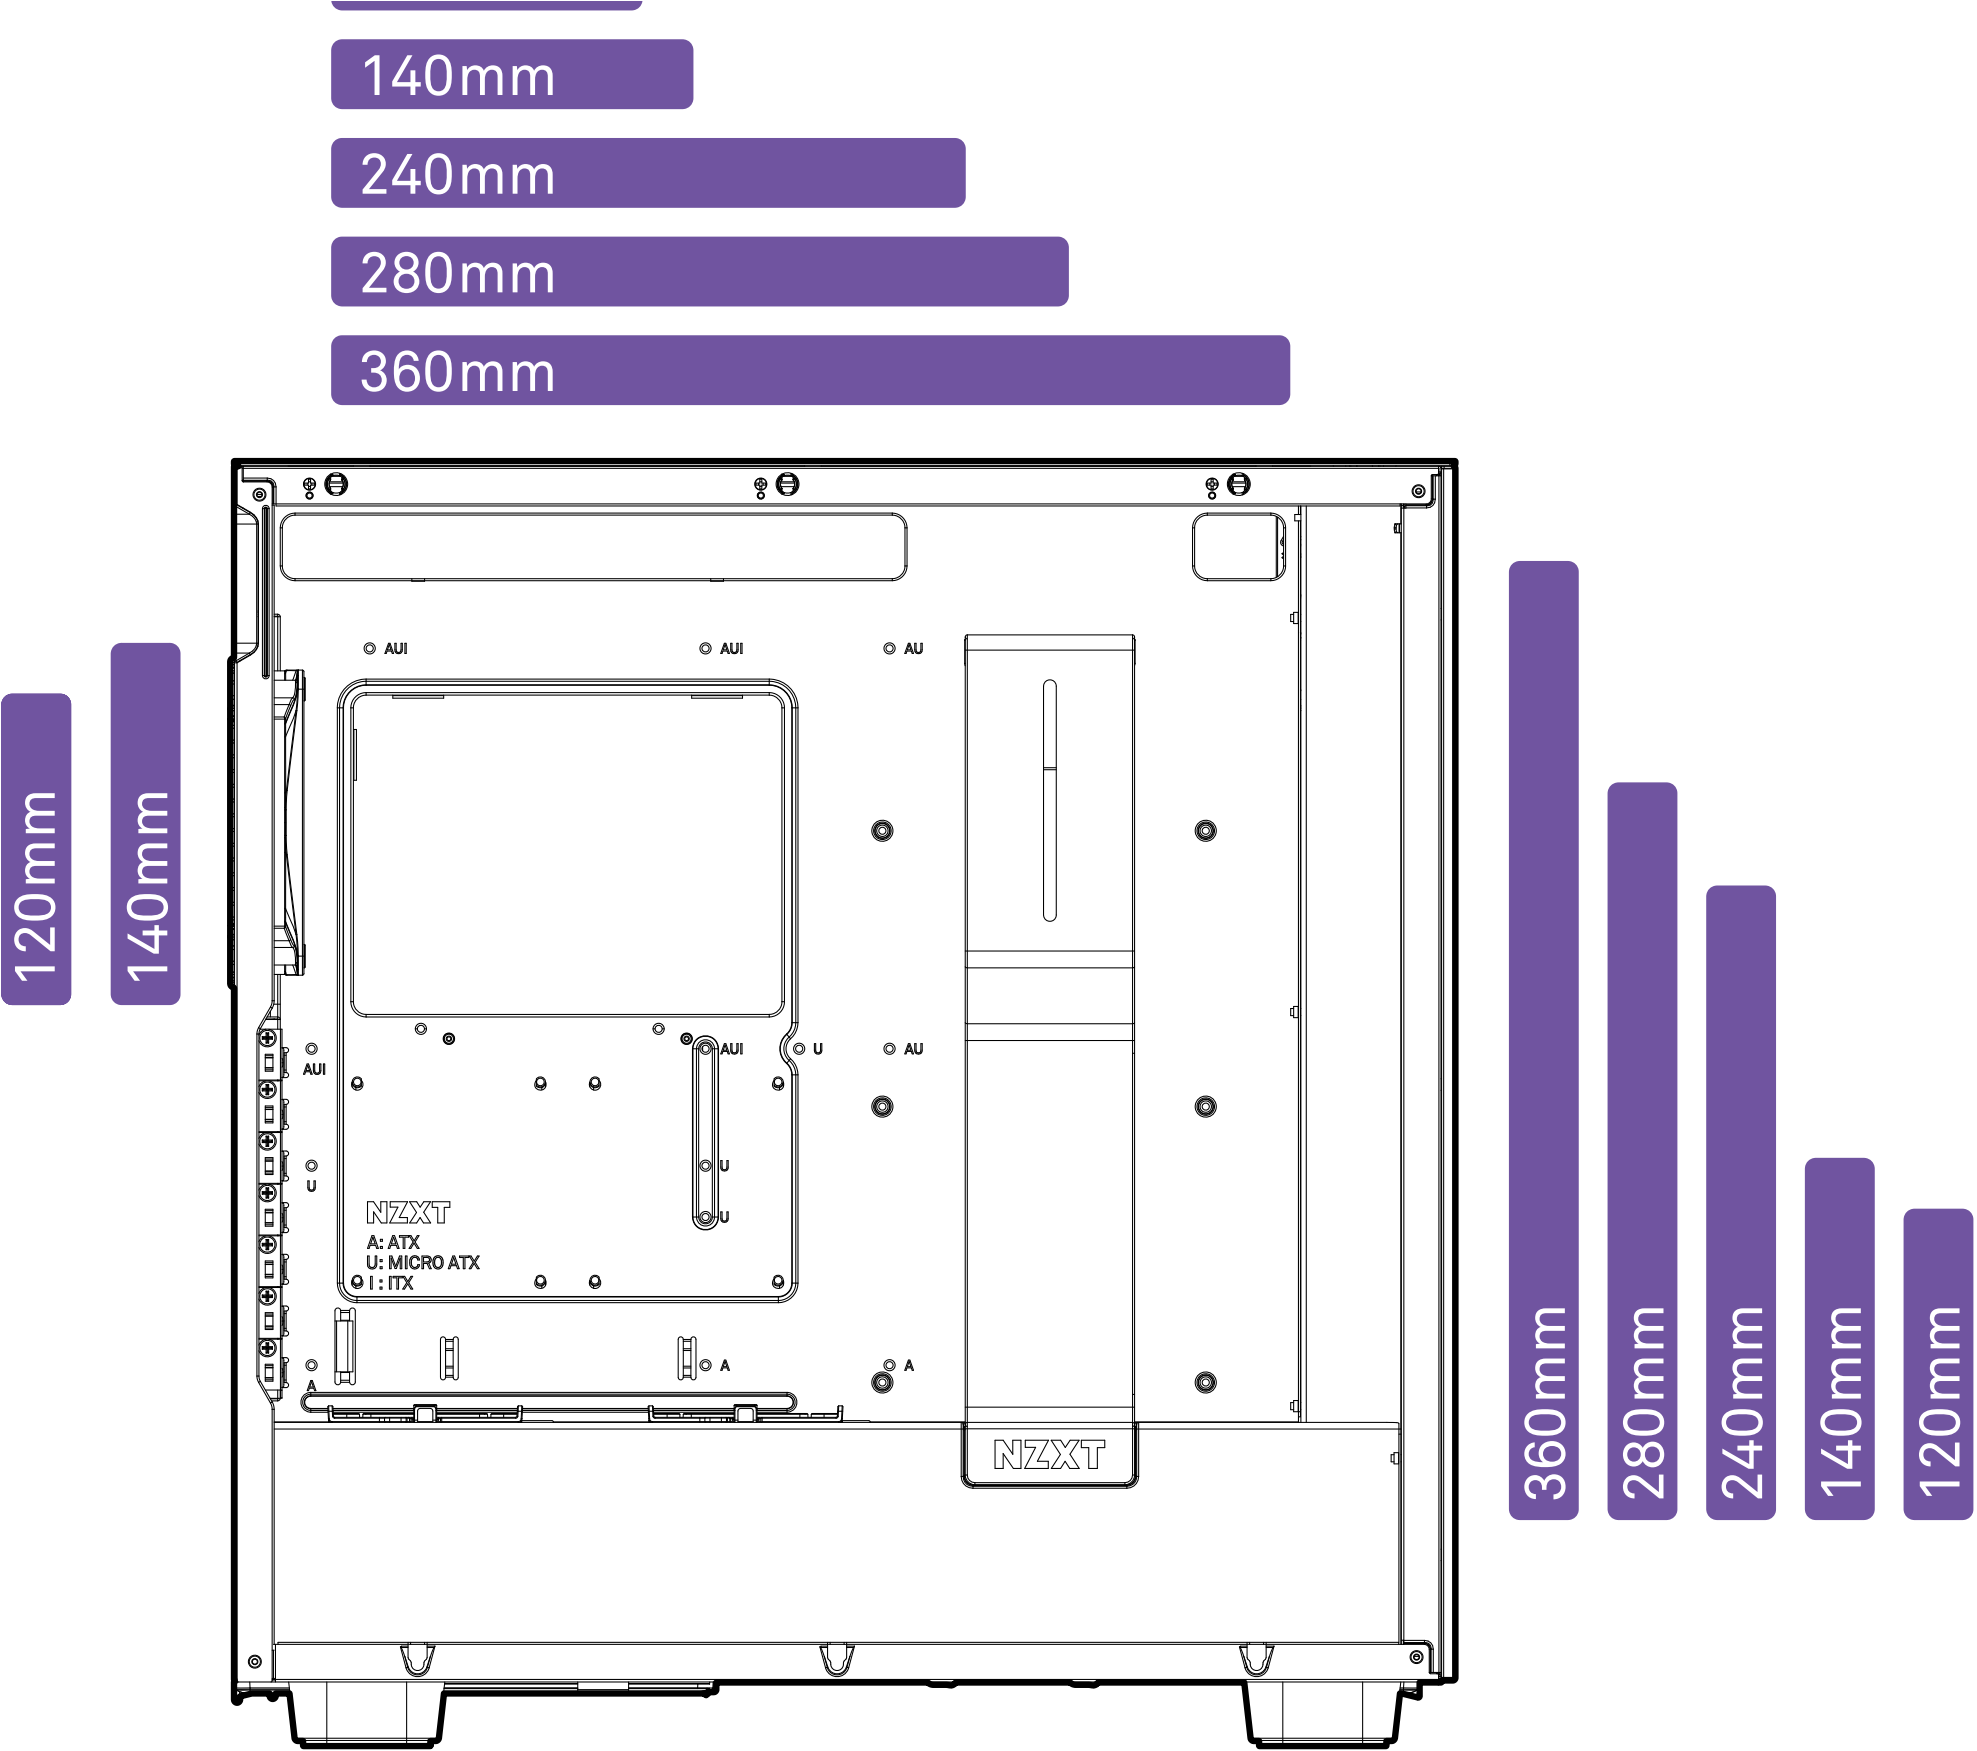 140mm
240mm
280mm
360mm
AUI
AUI
AU
120mm
140mm
AUI
U
AU
AUI
U
U
U
NZXT
A: ATX
U: MICRO ATX
I : ITX
A
A
A
NZXT
360mm
280mm
240mm
140mm
120mm